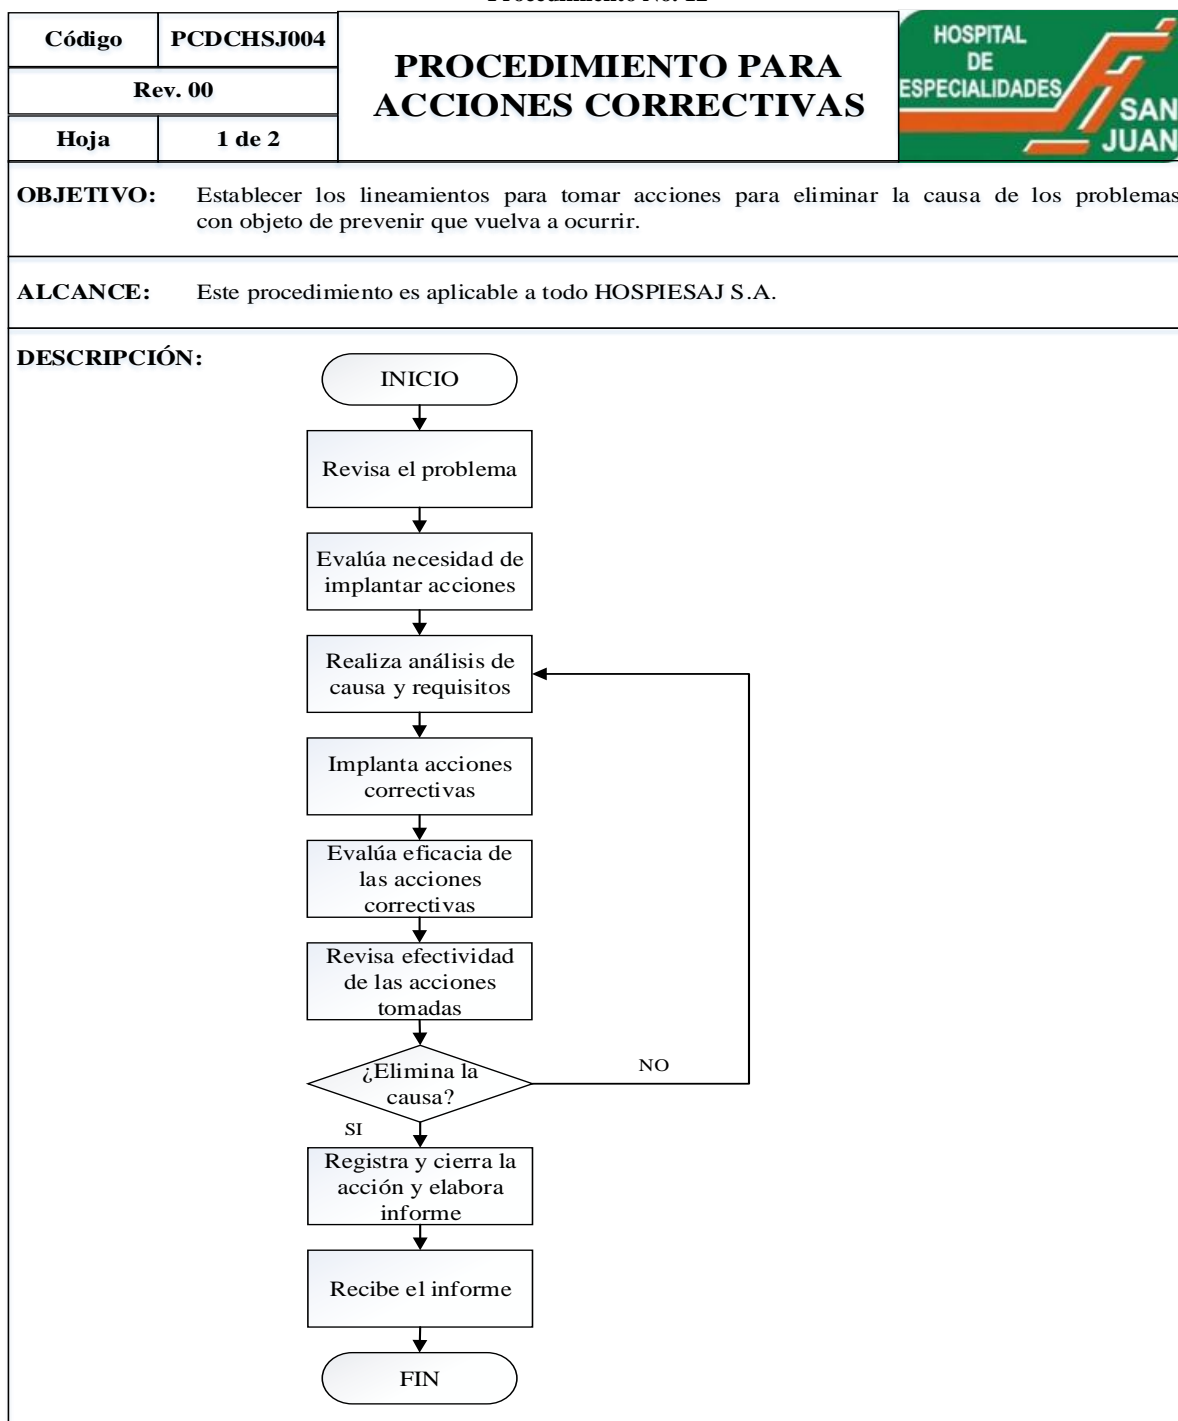 Procedimiento No. 12
Código PCDCHSJ004
Rev. 00
Hoja 1 de 2
PROCEDIMIENTO PARA
ACCIONES CORRECTIVAS
HOSPITAL
DE
ESPECIALIDADES
SAN
JUAN
OBJETIVO: Establecer los lineamientos para tomar acciones para eliminar la causa de los problemas
con objeto de prevenir que vuelva a ocurrir.
ALCANCE: Este procedimiento es aplicable a todo HOSPIESAJ S.A.
DESCRIPCIÓN:
INICIO
Revisa el problema
Evalúa necesidad de
implantar acciones
Realiza análisis de
causa y requisitos
Implanta acciones
correctivas
Evalúa eficacia de
las acciones
correctivas
Revisa efectividad
de las acciones
tomadas
¿Elimina la
causa?
NO
SI
Registra y cierra la
acción y elabora
informe
Recibe el informe
FIN